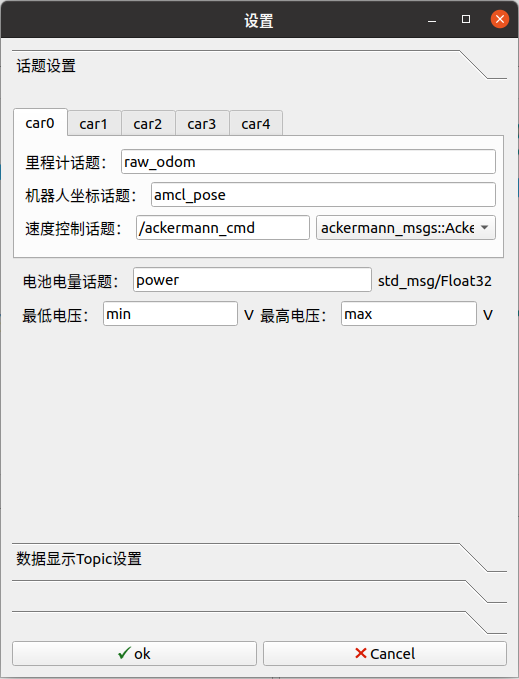 设置
话题设置
car0 car1 car2 car3 car4
里程计话题： raw_odom
机器人坐标话题： amcl_pose
速度控制话题： /ackermann_cmd ackermann_msgs::Acke
电池电量话题： power std_msg/Float32
最低电压： min V 最高电压： max V
数据显示Topic设置
ok Cancel